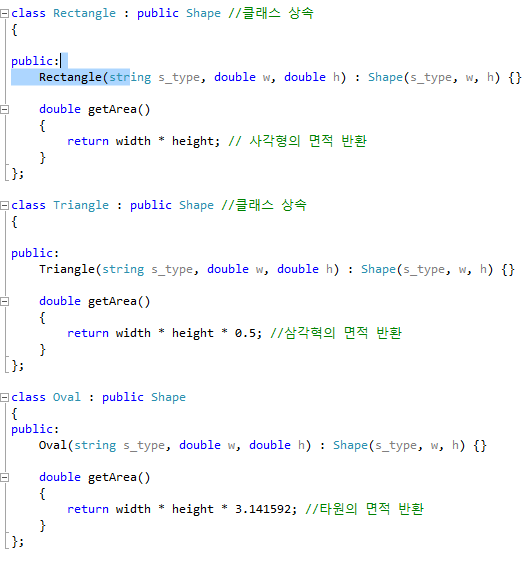 class Rectangle : public Shape //클래스 상속
{
public:
Rectangle(string s_type, double w, double h) : Shape(s_type, w, h) {}
double getArea()
{
return width * height; // 사각형의 면적 반환
}
};
class Triangle : public Shape //클래스 상속
{
public:
Triangle(string s_type, double w, double h) : Shape(s_type, w, h) {}
double getArea()
{
return width * height * 0.5; //삼각혁의 면적 반환
}
};
class Oval : public Shape
{
public:
Oval(string s_type, double w, double h) : Shape(s_type, w, h) {}
double getArea()
{
return width * height * 3.141592; //타원의 면적 반환
}
};